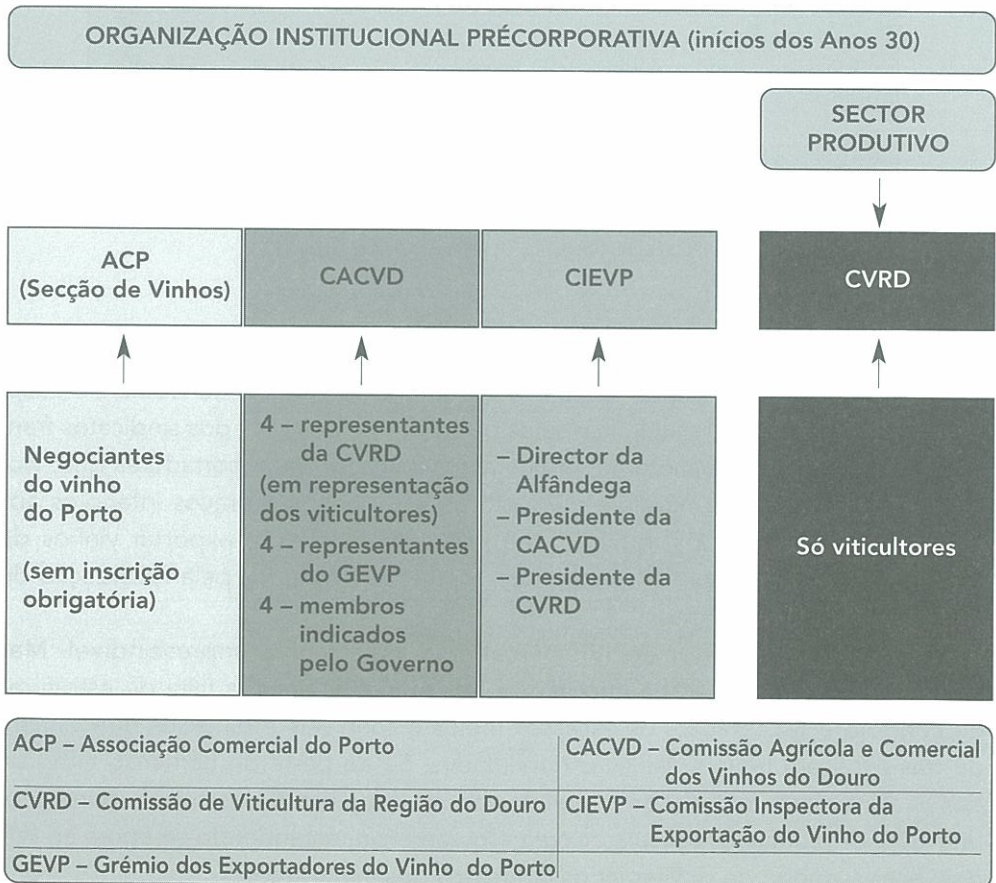 ORGANIZAÇÃO INSTITUCIONAL PRÉCORPORATIVA (inícios dos Anos 30)
SECTOR
PRODUTIVO
ACP
(Secção de Vinhos)
CACVD
CIEVP
CVRD
Negociantes
do vinho
do Porto
(sem inscrição
obrigatória)
4 – representantes
da CVRD
(em representação
dos viticultores)
4 – representantes
do GEVP
4 – membros
indicados
pelo Governo
– Director da
Alfândega
– Presidente da
CACVD
– Presidente da
CVRD
Só viticultores
ACP – Associação Comercial do Porto
CACVD – Comissão Agrícola e Comercial
dos Vinhos do Douro
CVRD – Comissão de Viticultura da Região do Douro
CIEVP – Comissão Inspectora da
Exportação do Vinho do Porto
GEVP – Grémio dos Exportadores do Vinho do Porto